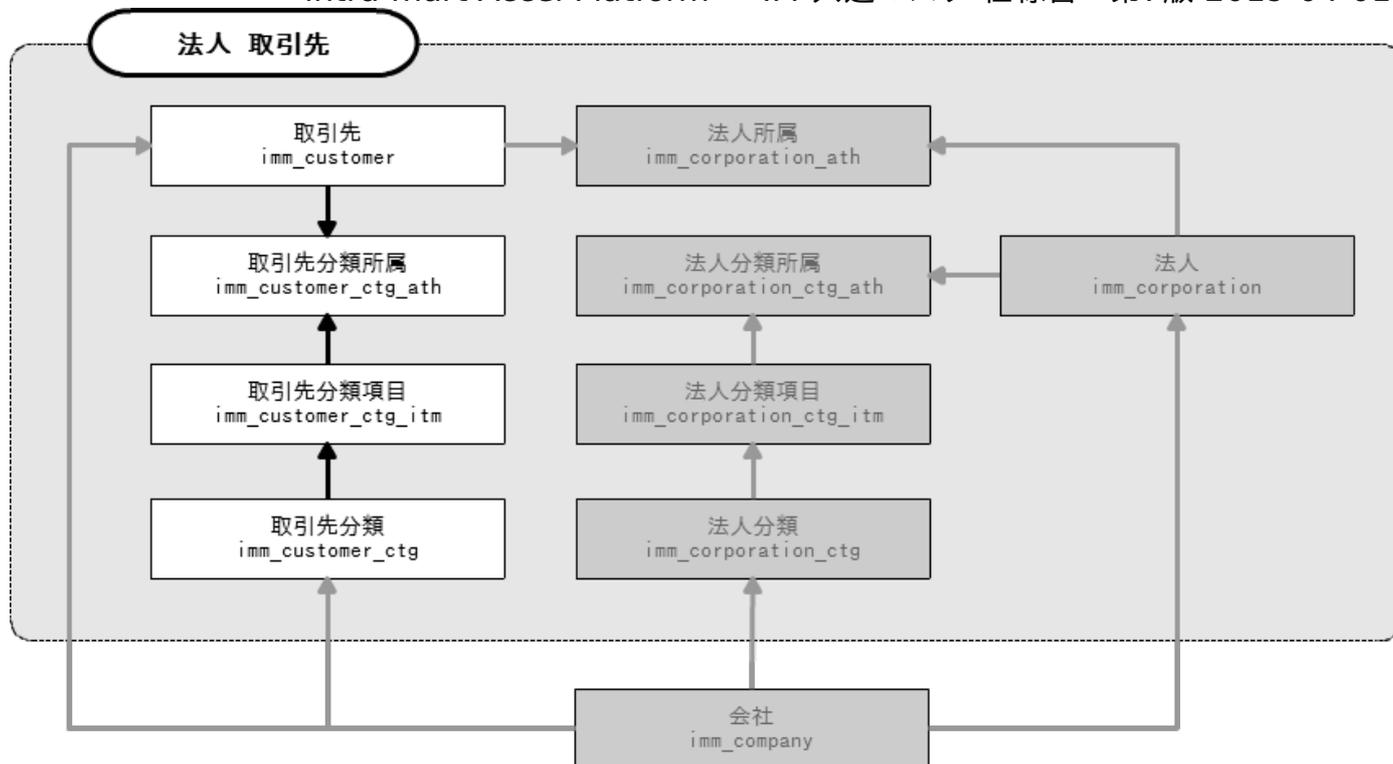 法人 取引先
取引先
imm_customer
法人所属
imm_corporation_ath
取引先分類所属
imm_customer_ctg_ath
法人分類所属
imm_corporation_ctg_ath
法人
imm_corporation
取引先分類項目
imm_customer_ctg_itm
法人分類項目
imm_corporation_ctg_itm
取引先分類
imm_customer_ctg
法人分類
imm_corporation_ctg
会社
imm_company